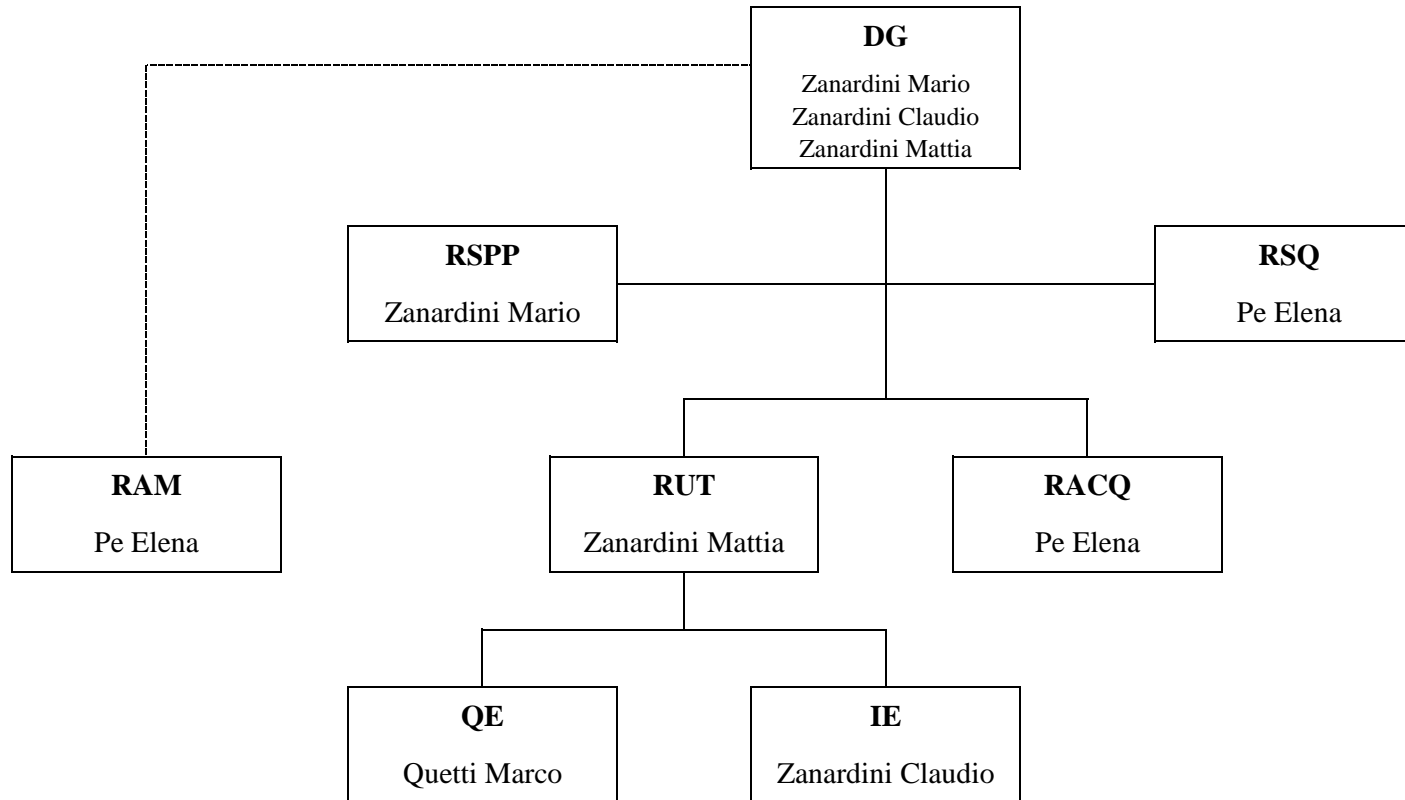 DG
Zanardini Mario
Zanardini Claudio
Zanardini Mattia
RSPP
Zanardini Mario
RSQ
Pe Elena
RAM
Pe Elena
RUT
Zanardini Mattia
RACQ
Pe Elena
QE
Quetti Marco
IE
Zanardini Claudio